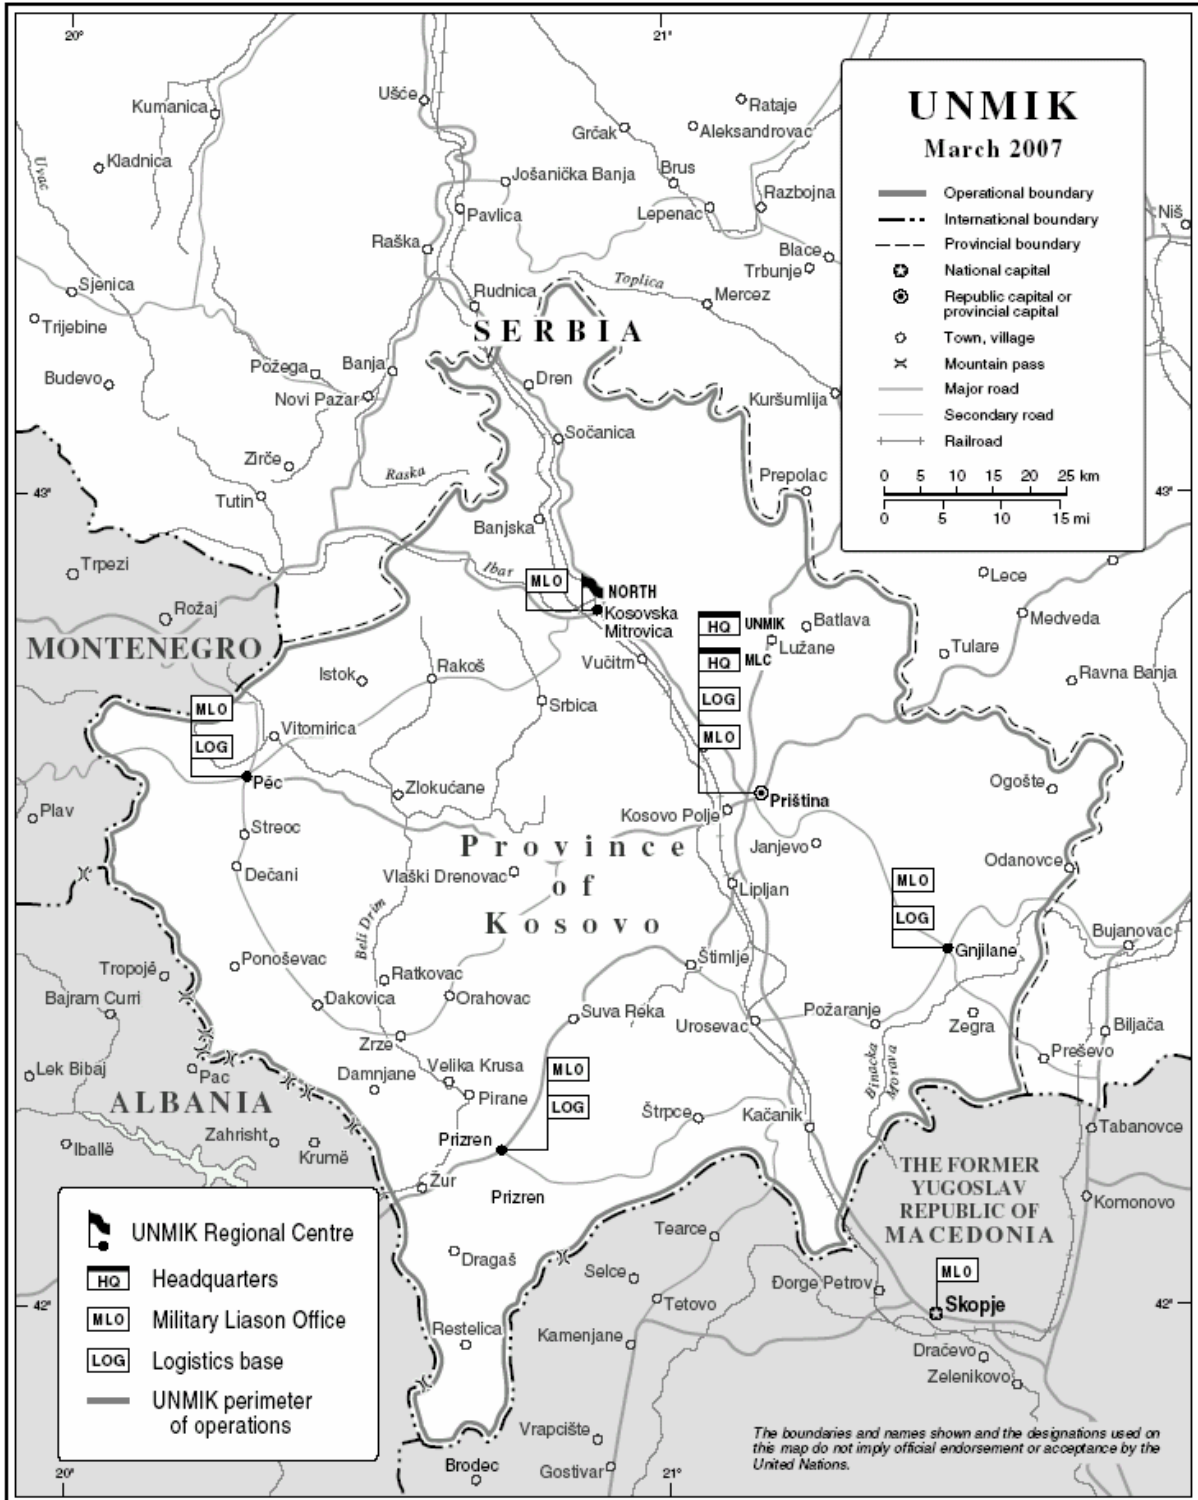 20°
21°
UNMIK
March 2007
Operational boundary
International boundary
Provincial boundary
National capital
Republic capital or
provincial capital
Town, village
Mountain pass
Major road
Secondary road
Railroad
0 5 10 15 20 25 km
0 5 10 15 mi
Ušće
Kumanica
Rataje
Grčak
Aleksandrovac
Kladnica
Uvac
Jošanička Banja
Brus
Razbojna
Pavlica
Lepenac
Niš
Raška
Blace
Trbunje
Sjenica
Toplica
Rudnica
Mercez
Trijebine
SERBIA
Požega
Banja
Budevo
Dren
Novi Pazar
Kuršumlija
Sočanica
Zirče
Raska
Prepolac
43°
43°
Tutin
Banjska
Trpezi
Ibar
MLO
NORTH
Lece
Rožaj
Kosovska
Mitrovica
HQ UNMIK
Batlava
Medveda
MONTENEGRO
Lužane
HQ MLC
Tulare
Vučitrn
Istok
Rakoš
Ravna Banja
MLO
LOG
Srbica
Vitomirica
MLO
LOG
Pěc
Ogošte
Zlokućane
Priština
Plav
Kosovo Polje
Streoc
Province
Janjevo
Odanovce
Dečani
Vlaški Drenovac
of
MLO
Lipljan
Beli Drim
Kosovo
LOG
Bujanovac
Gnjilane
Ponoševac
Štimlje
Tropojë
Ratkovac
Bajram Curri
Đakovica
Orahovac
Suva Reka
Požaranje
Urosevac
Zegra
Biljača
Zrze
Preševo
Lek Bibaj
Pac
Velika Krusa
MLO
Binacka
Morava
Damnjane
ALBANIA
Pirane
LOG
Štrpce
Kačanik
Tabanovce
Zahrisht
Prizren
Iballë
Krumë
THE FORMER
YUGOSLAV
REPUBLIC OF
MACEDONIA
Žur
Prizren
Komonovo
UNMIK Regional Centre
Tearce
HQ Headquarters
Dragaš
Selce
MLO
Đorge Petrov
MLO Military Liason Office
Tetovo
Skopje
42°
42°
Restelica
Kamenjane
LOG Logistics base
Dračevo
Zelenikovo
UNMIK perimeter
of operations
Vrapcište
The boundaries and names shown and the designations used on
this map do not imply official endorsement or acceptance by the
United Nations.
Brodec
Gostivar
20°
21°